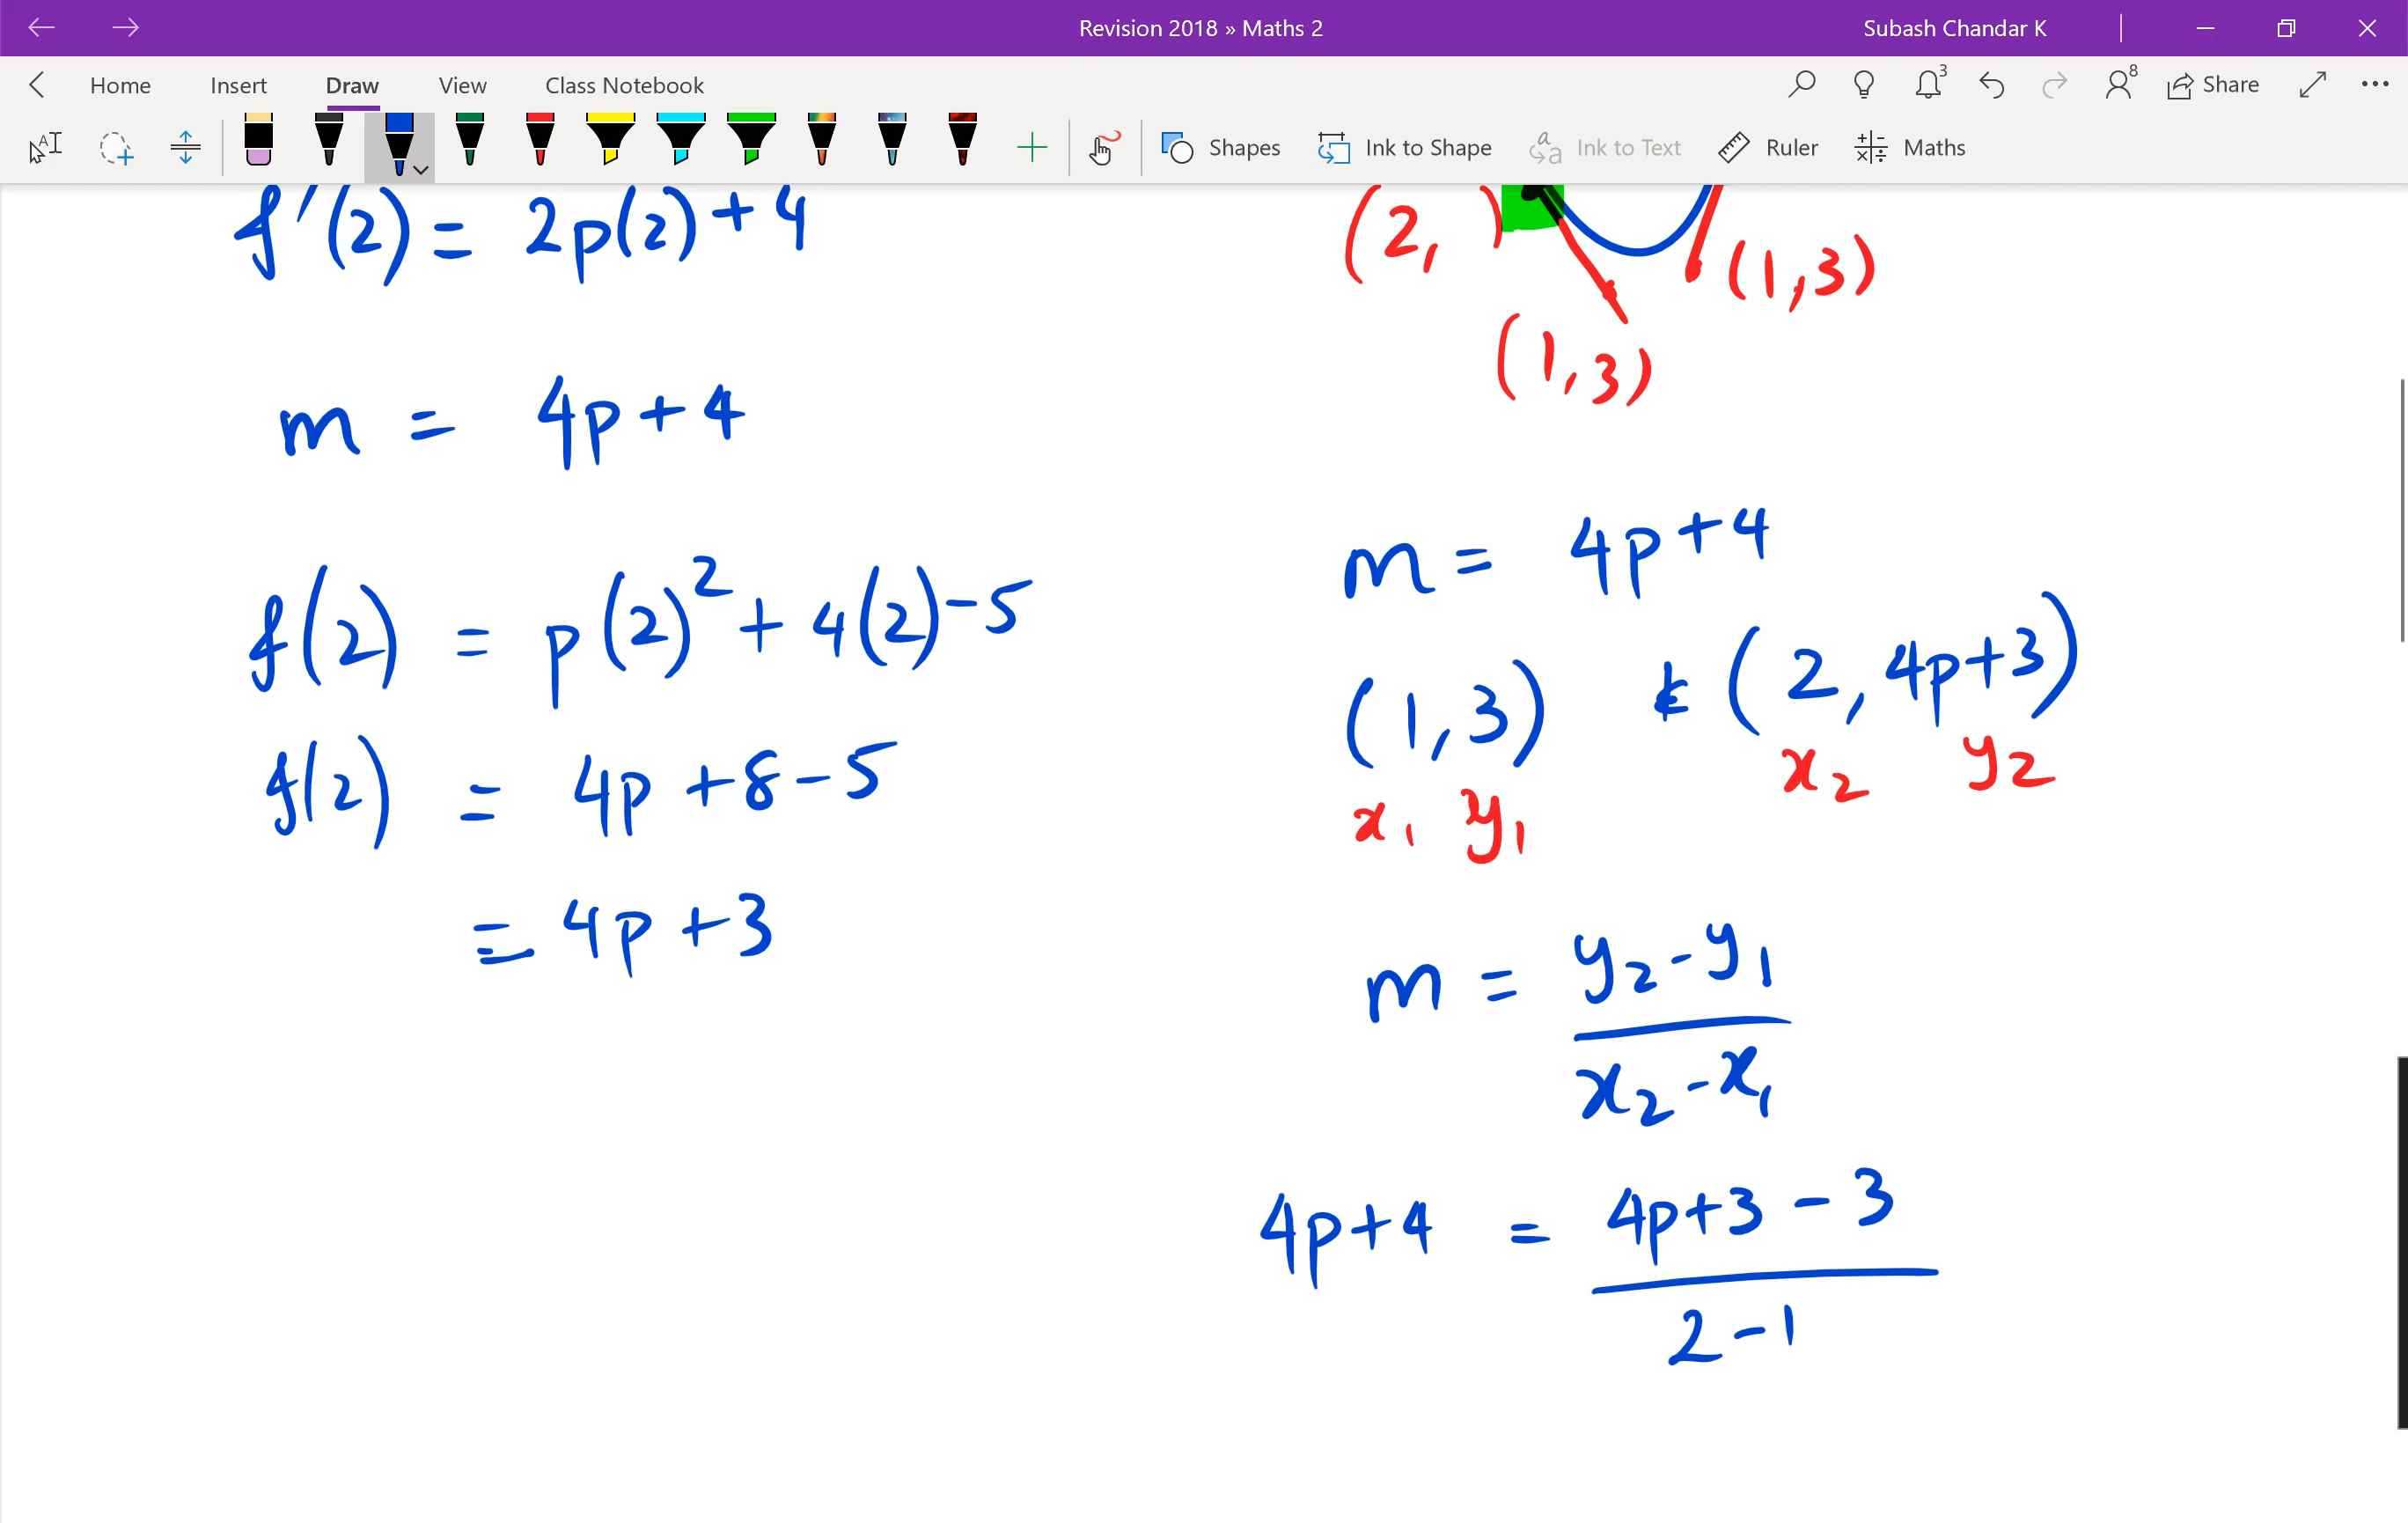 Revision 2018 » Maths 2
Subash Chandar K
Home Insert Draw View Class Notebook
3
8
Share
Shapes
Ink to Shape
Ink to Text
Ruler
Maths
f'(2) = 2p(2) + 4
m = 4p + 4
f(2) = p(2)² + 4(2) - 5
f(2) = 4p + 8 - 5
= 4p + 3
(2, )
(1,3)
(1,3)
m = 4p + 4
(1,3) & (2, 4p+3)
x₂ y₂
x₁ y₁
m = y₂ - y₁
x₂ - x₁
4p + 4 = 4p + 3 - 3
2 - 1